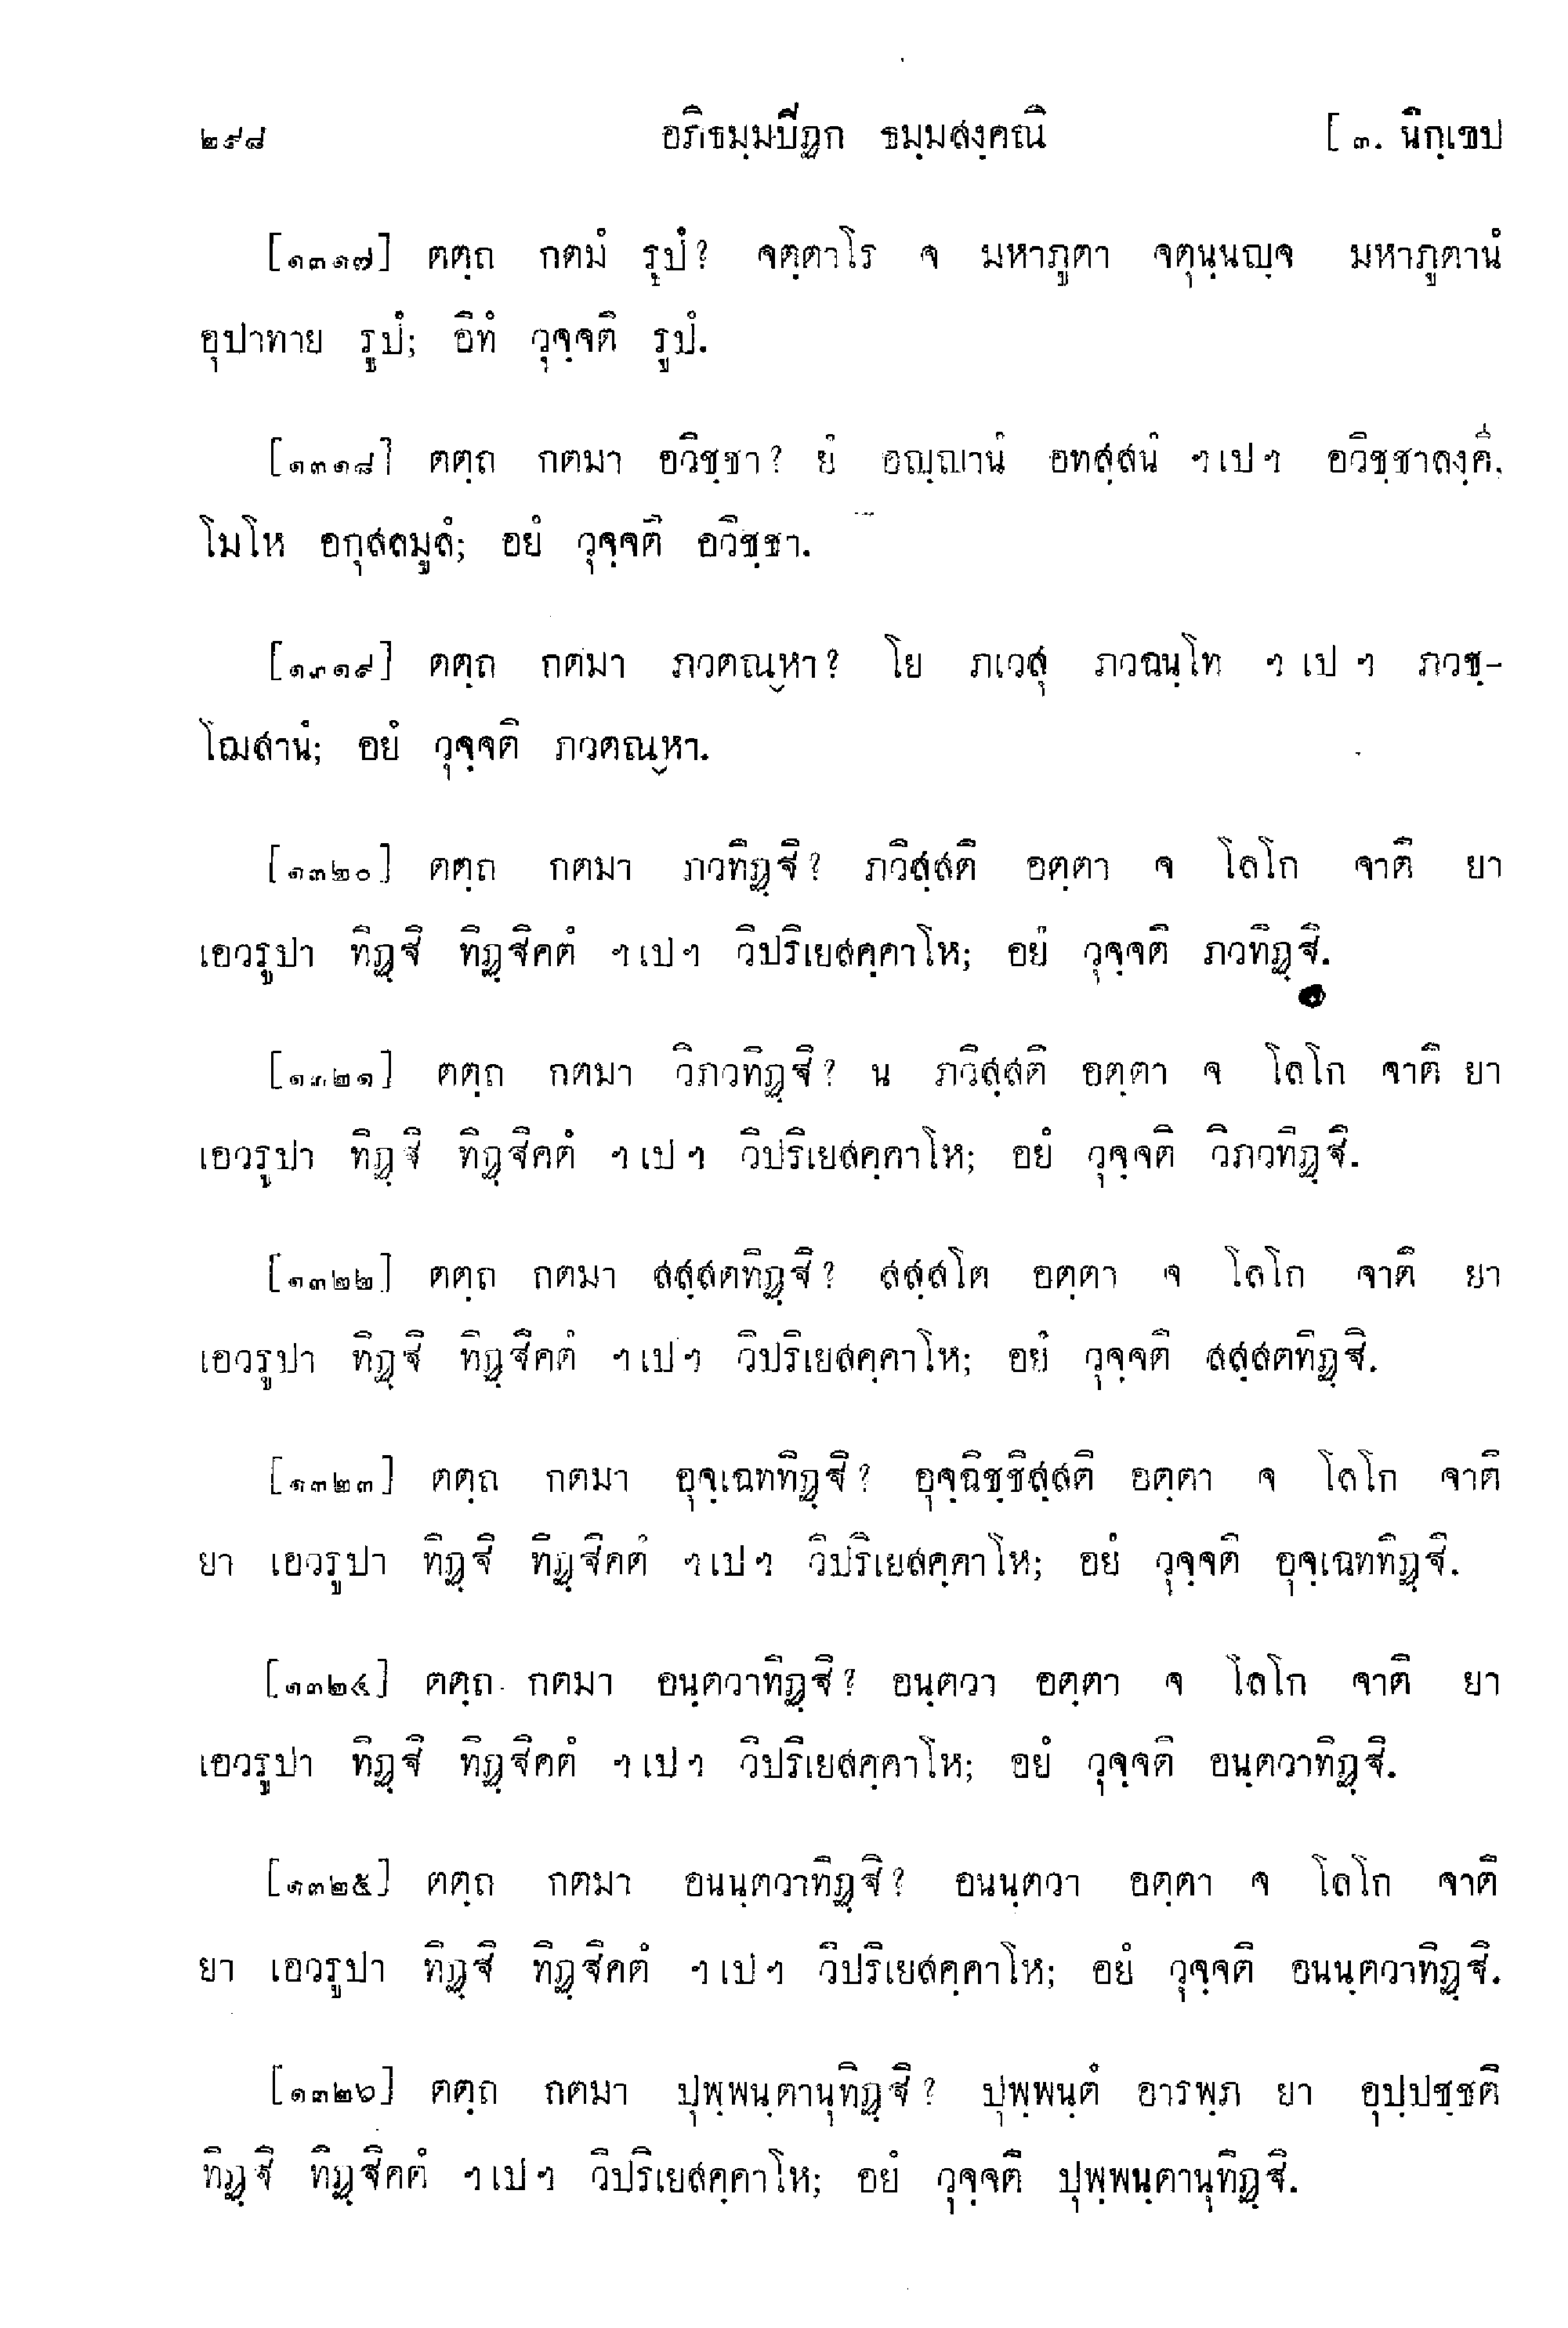 ๒๙๘ อภิธมฺมปิฏก ธมฺมสงฺคณิ [ ๓. นิกฺเขป
[๑๓๑๗] ตตฺถ กตมํ รูปํ? จตฺตาโร จ มหาภูตา จตุนฺนญฺจ มหาภูตานํ
อุปาทาย รูปํ; อิทํ วุจฺจติ รูปํ.
[๑๓๑๘] ตตฺถ กตมา อวิชฺชา? ยํ อญฺญาณํ อทสฺสนํ ฯเปฯ อวิชฺชาลงฺคิ,
โมโห อกุสลมูลํ; อยํ วุจฺจติ อวิชฺชา.
[๑๓๑๙] ตตฺถ กตมา ภวตณฺหา? โย ภเวสุ ภวฉนฺโท ฯเปฯ ภวชฺ-
โฌสานํ; อยํ วุจฺจติ ภวตณฺหา.
[๑๓๒๐] ตตฺถ กตมา ภวทิฏฺฐิ? ภวิสฺสติ อตฺตา จ โลโก จาติ ยา
เอวรูปา ทิฏฺฐิ ทิฏฺฐิคตํ ฯเปฯ วิปริเยสคฺคาโห; อยํ วุจฺจติ ภวทิฏฺฐิ.
[๑๓๒๑] ตตฺถ กตมา วิภวทิฏฺฐิ? น ภวิสฺสติ อตฺตา จ โลโก จาติ ยา
เอวรูปา ทิฏฺฐิ ทิฏฺฐิคตํ ฯเปฯ วิปริเยสคฺคาโห; อยํ วุจฺจติ วิภวทิฏฺฐิ.
[๑๓๒๒] ตตฺถ กตมา สสฺสตทิฏฺฐิ? สสฺสโต อตฺตา จ โลโก จาติ ยา
เอวรูปา ทิฏฺฐิ ทิฏฺฐิคตํ ฯเปฯ วิปริเยสคฺคาโห; อยํ วุจฺจติ สสฺสตทิฏฺฐิ.
[๑๓๒๓] ตตฺถ กตมา อุจฺเฉททิฏฺฐิ? อุจฺฉิชฺชิสฺสติ อตฺตา จ โลโก จาติ
ยา เอวรูปา ทิฏฺฐิ ทิฏฺฐิคตํ ฯเปฯ วิปริเยสคฺคาโห; อยํ วุจฺจติ อุจฺเฉททิฏฺฐิ.
[๑๓๒๔] ตตฺถ กตมา อนฺตวาทิฏฺฐิ? อนฺตวา อตฺตา จ โลโก จาติ ยา
เอวรูปา ทิฏฺฐิ ทิฏฺฐิคตํ ฯเปฯ วิปริเยสคฺคาโห; อยํ วุจฺจติ อนฺตวาทิฏฺฐิ.
[๑๓๒๕] ตตฺถ กตมา อนนฺตวาทิฏฺฐิ? อนนฺตวา อตฺตา จ โลโก จาติ
ยา เอวรูปา ทิฏฺฐิ ทิฏฺฐิคตํ ฯเปฯ วิปริเยสคฺคาโห; อยํ วุจฺจติ อนนฺตวาทิฏฺฐิ.
[๑๓๒๖] ตตฺถ กตมา ปุพฺพนฺตานุทิฏฺฐิ? ปุพฺพนฺตํ อารพฺภ ยา อุปฺปชฺชติ
ทิฏฺฐิ ทิฏฺฐิคตํ ฯเปฯ วิปริเยสคฺคาโห; อยํ วุจฺจติ ปุพฺพนฺตานุทิฏฺฐิ.